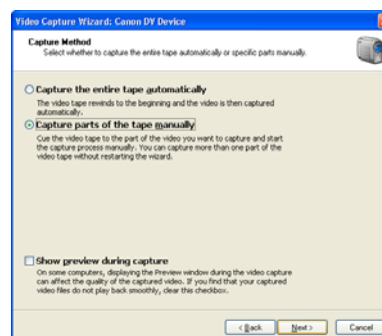 Video Capture Wizard: Canon DV Device
Capture Method
Select whether to capture the entire tape automatically or specific parts manually.
Capture the entire tape automatically
The video tape rewinds to the beginning and the video is then captured
automatically.
Capture parts of the tape manually
Cue the video tape to the part of the video you want to capture and start
the capture process manually. You can capture more than one part of the
video tape without restarting the wizard.
Show preview during capture
On some computers, displaying the Preview window during the video capture
can affect the quality of the captured video. If you find that your captured
video files do not play back smoothly, clear this checkbox.
< Back Next > Cancel